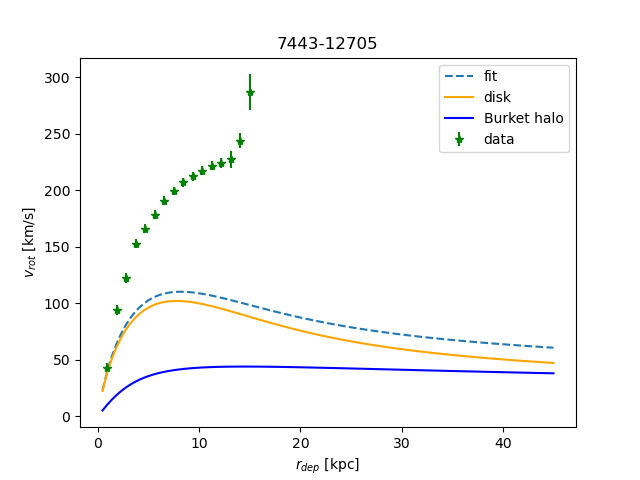 7443-12705
300
250
200
150
100
50
0
v_rot [km/s]
fit
disk
Burket halo
data
0 10 20 30 40
r_dep [kpc]